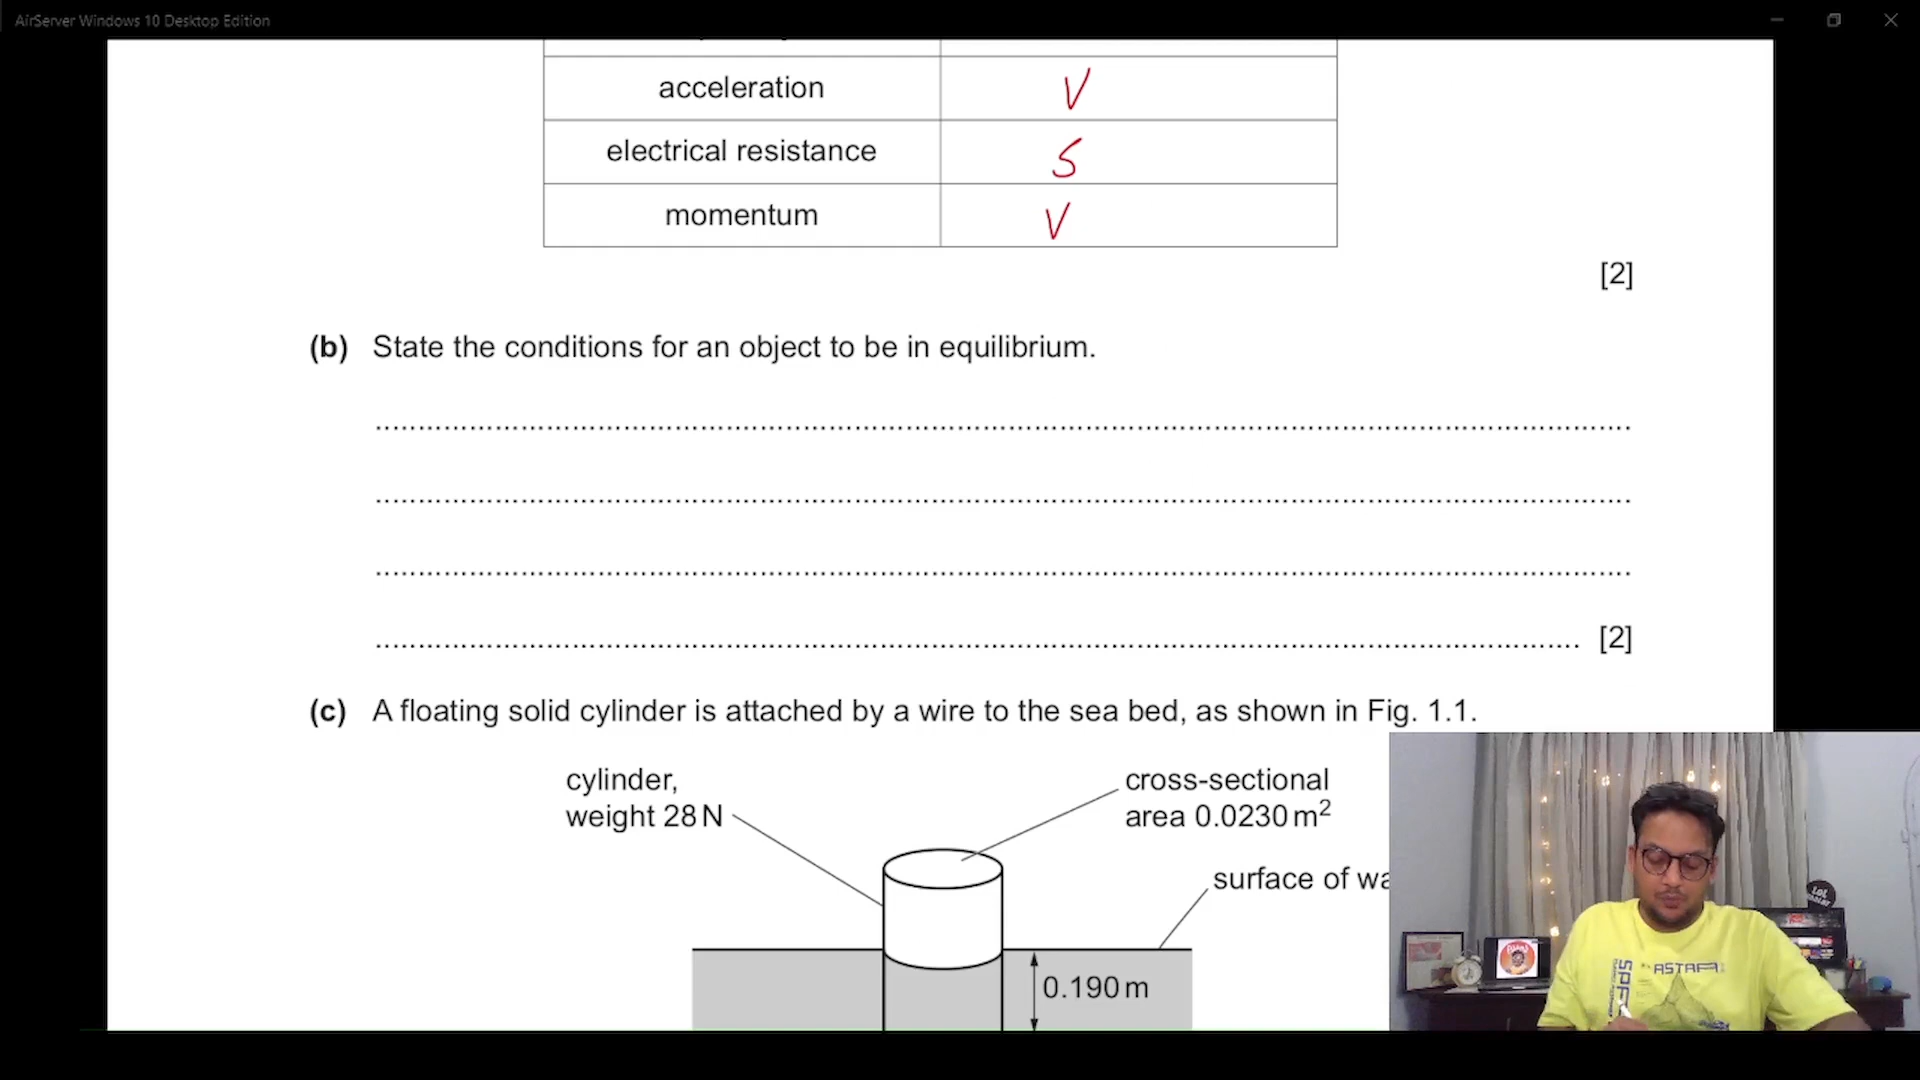 AirServer Windows 10 Desktop Edition
acceleration V
electrical resistance S
momentum V
[2]
(b) State the conditions for an object to be in equilibrium.
[2]
(c) A floating solid cylinder is attached by a wire to the sea bed, as shown in Fig. 1.1.
cylinder,
weight 28 N
cross-sectional
area 0.0230 m²
surface of
0.190 m
LOL
ASTAR